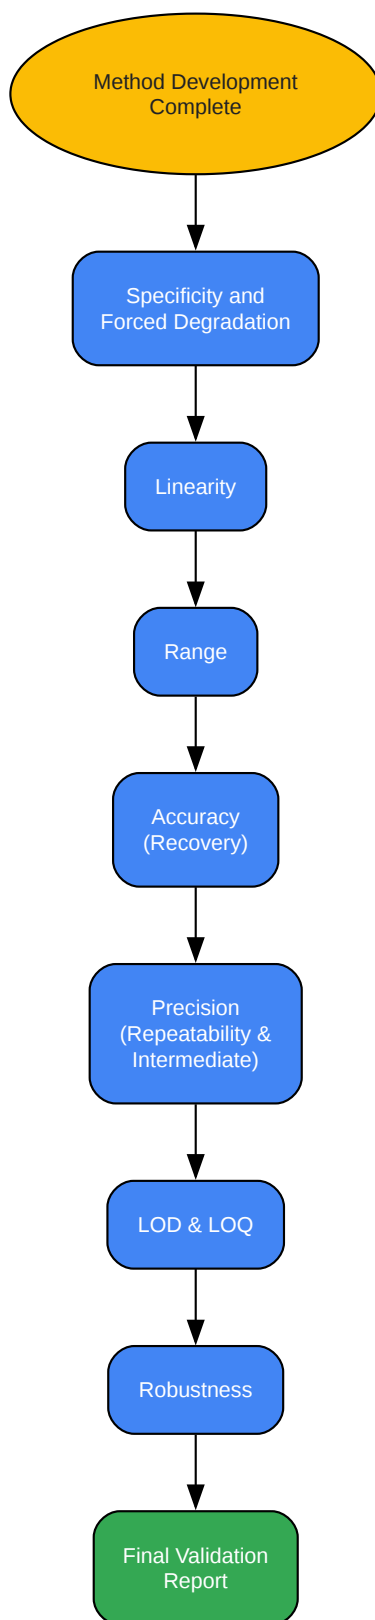 Method Development
Complete
Specificity and
Forced Degradation
Linearity
Range
Accuracy
(Recovery)
Precision
(Repeatability &
Intermediate)
LOD & LOQ
Robustness
Final Validation
Report